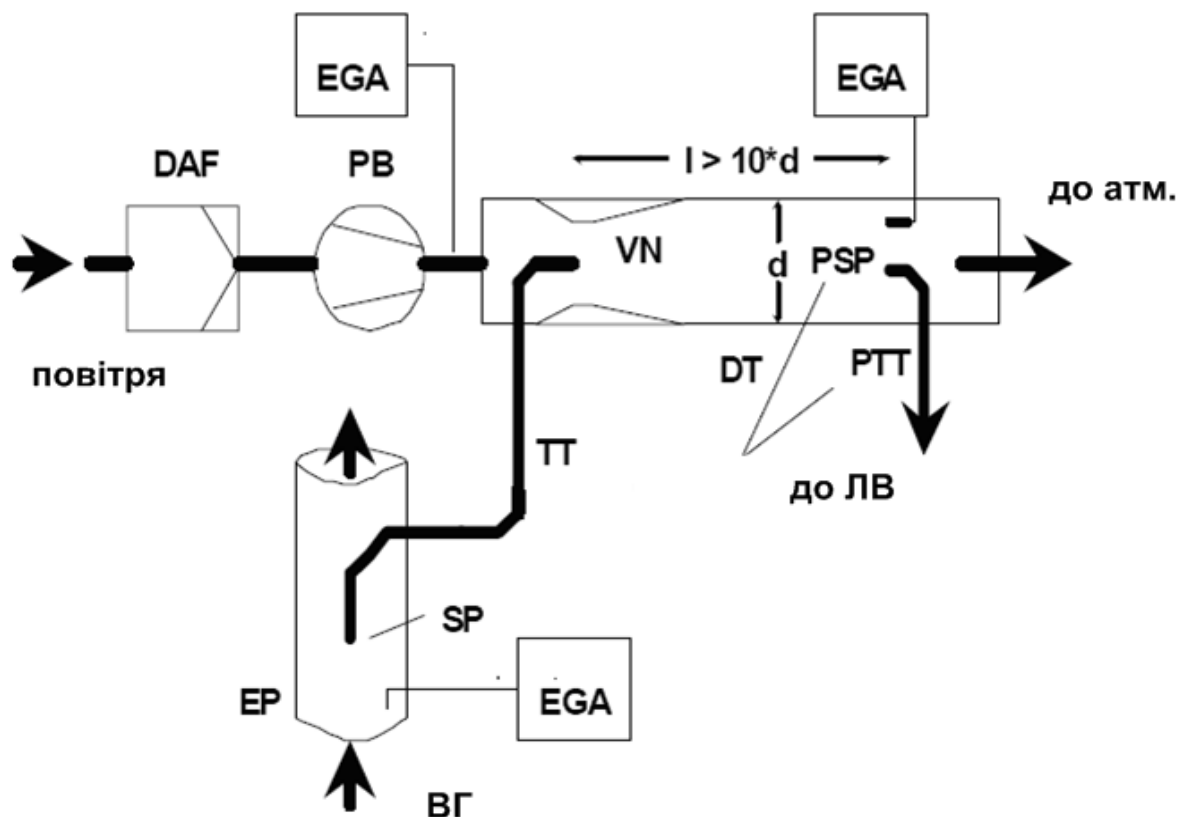 EGA
EGA
DAF
PB
l > 10*d
до атм.
VN
d
PSP
повітря
DT
PTT
TT
до ЛВ
SP
EP
EGA
ВГ